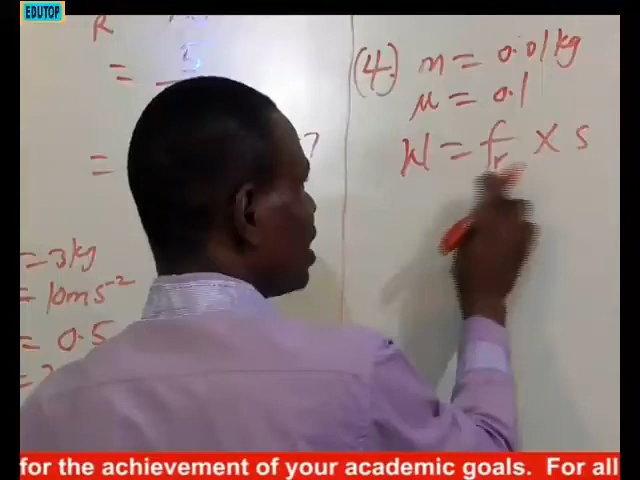 EDUTOP
R
= 5
=
= 3kg
= 10ms⁻²
= 0.5
=
(4) m = 0.01kg
μ = 0.1
W = fr × s
for the achievement of your academic goals. For all